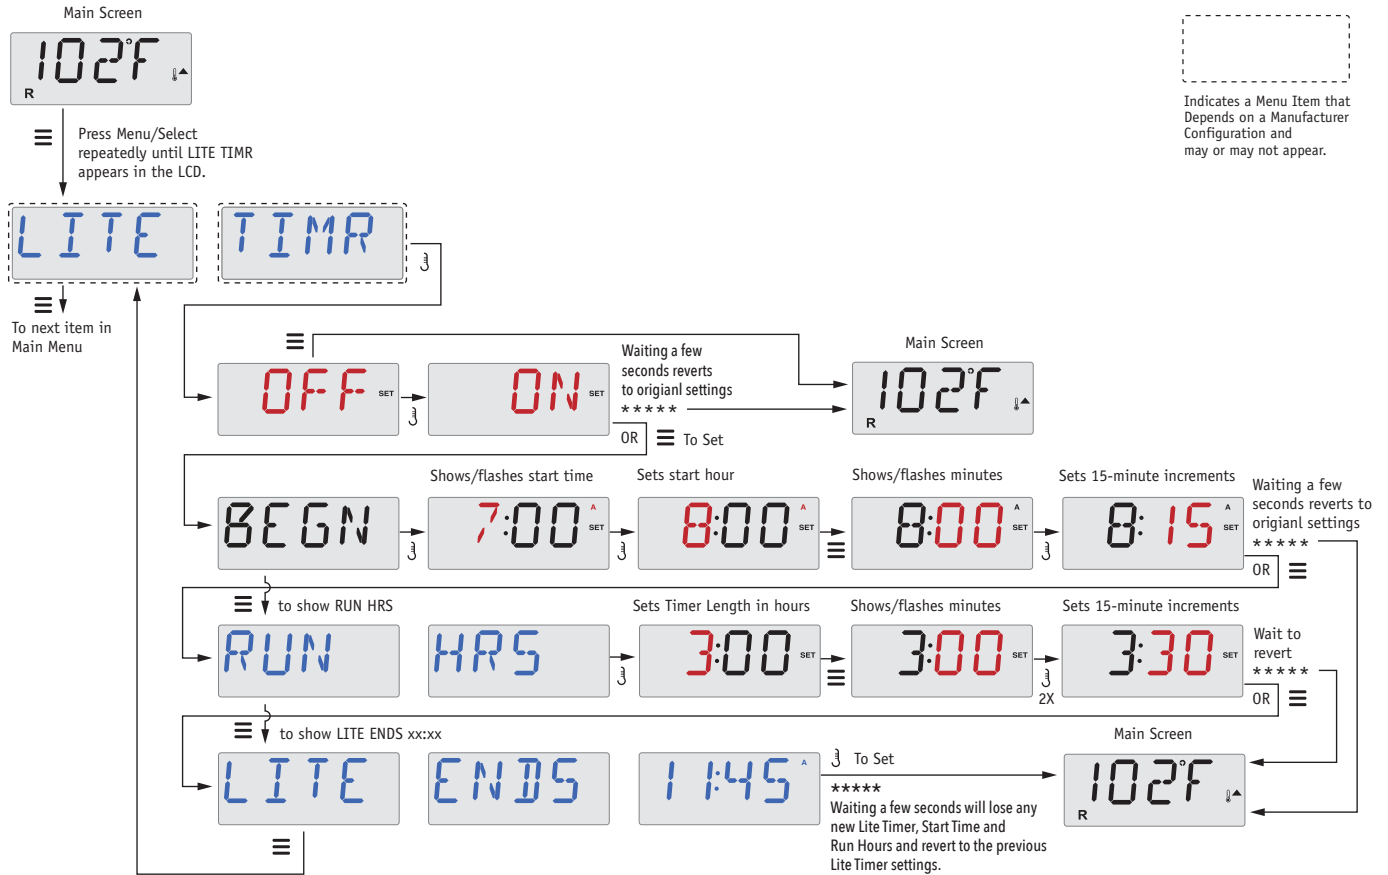 Main Screen
102°F
R
Indicates a Menu Item that
Depends on a Manufacturer
Configuration and
may or may not appear.
Press Menu/Select
repeatedly until LITE TIMR
appears in the LCD.
LITE TIMR
To next item in
Main Menu
OFF SET
ON SET
Waiting a few
seconds reverts
to origianl settings
*****
OR To Set
Main Screen
102°F
R
Shows/flashes start time
Sets start hour
Shows/flashes minutes
Sets 15-minute increments
BEGN
7:00 A SET
8:00 A SET
8:00 A SET
8:15 A SET
Waiting a few
seconds reverts to
origianl settings
*****
OR
to show RUN HRS
Sets Timer Length in hours
Shows/flashes minutes
Sets 15-minute increments
RUN HRS
3:00 SET
3:00 SET
2X
3:30 SET
Wait to
revert
*****
OR
to show LITE ENDS xx:xx
LITE ENDS 11:45 A
To Set
*****
Waiting a few seconds will lose any
new Lite Timer, Start Time and
Run Hours and revert to the previous
Lite Timer settings.
Main Screen
102°F
R